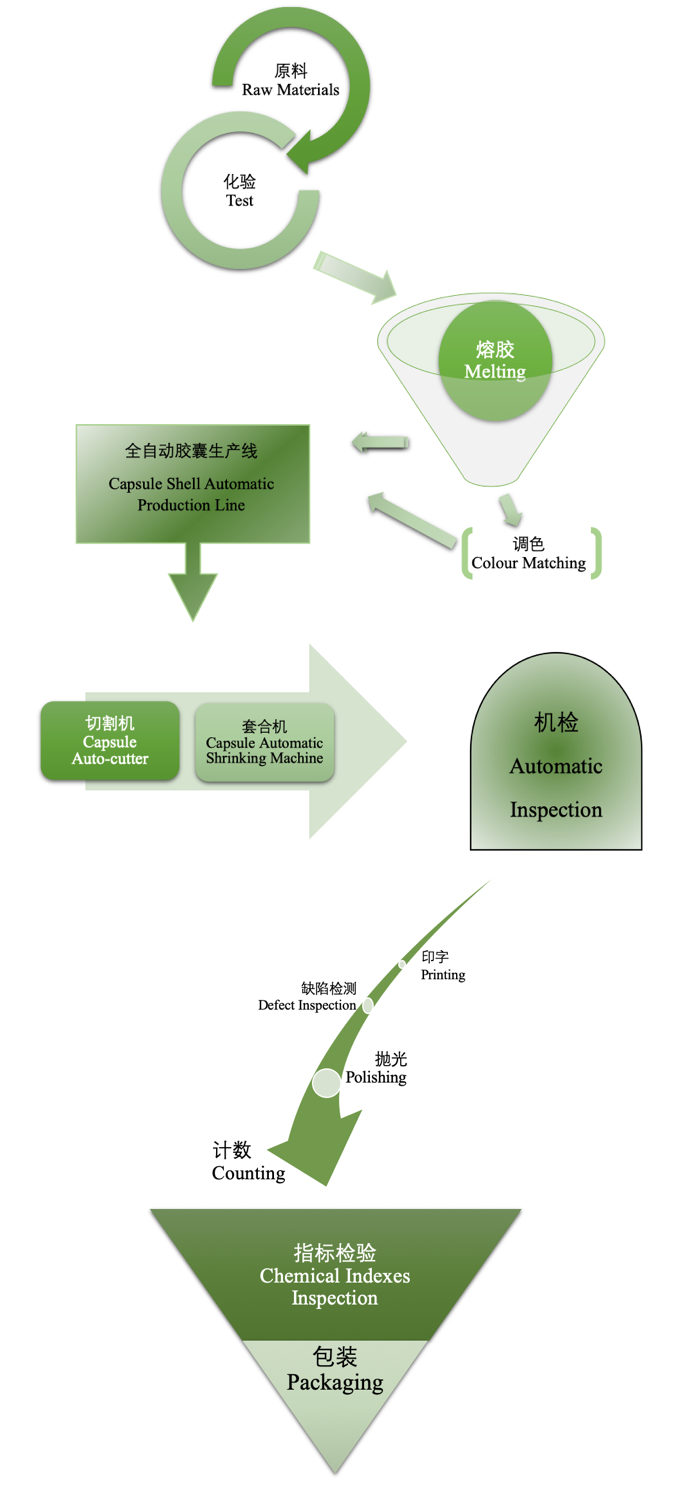 原料
Raw Materials
化验
Test
熔胶
Melting
全自动胶囊生产线
Capsule Shell Automatic
Production Line
调色
Colour Matching
切割机
Capsule
Auto-cutter
套合机
Capsule Automatic
Shrinking Machine
机检
Automatic
Inspection
印字
Printing
缺陷检测
Defect Inspection
抛光
Polishing
计数
Counting
指标检验
Chemical Indexes
Inspection
包装
Packaging